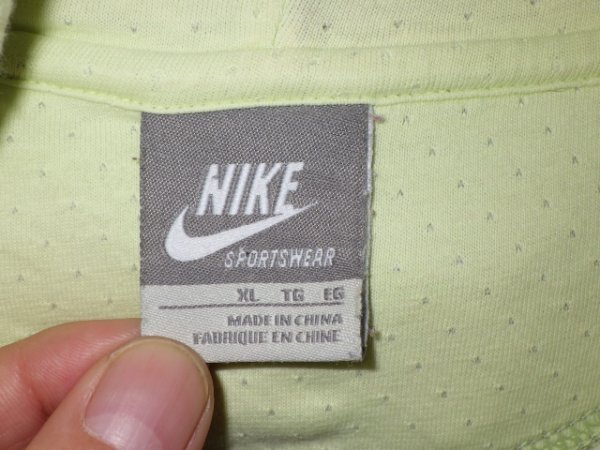 NIKE
SPORTSWEAR
XL TG EG
MADE IN CHINA
FABRIQUE EN CHINE